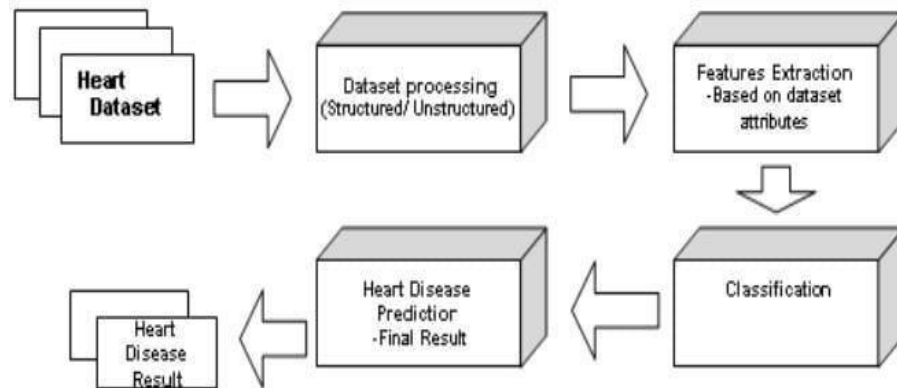 Heart
Dataset
Dataset processing
(Structured/ Unstructured)
Features Extraction
-Based on dataset
attributes
Classification
Heart Disease
Prediction
-Final Result
Heart
Disease
Result